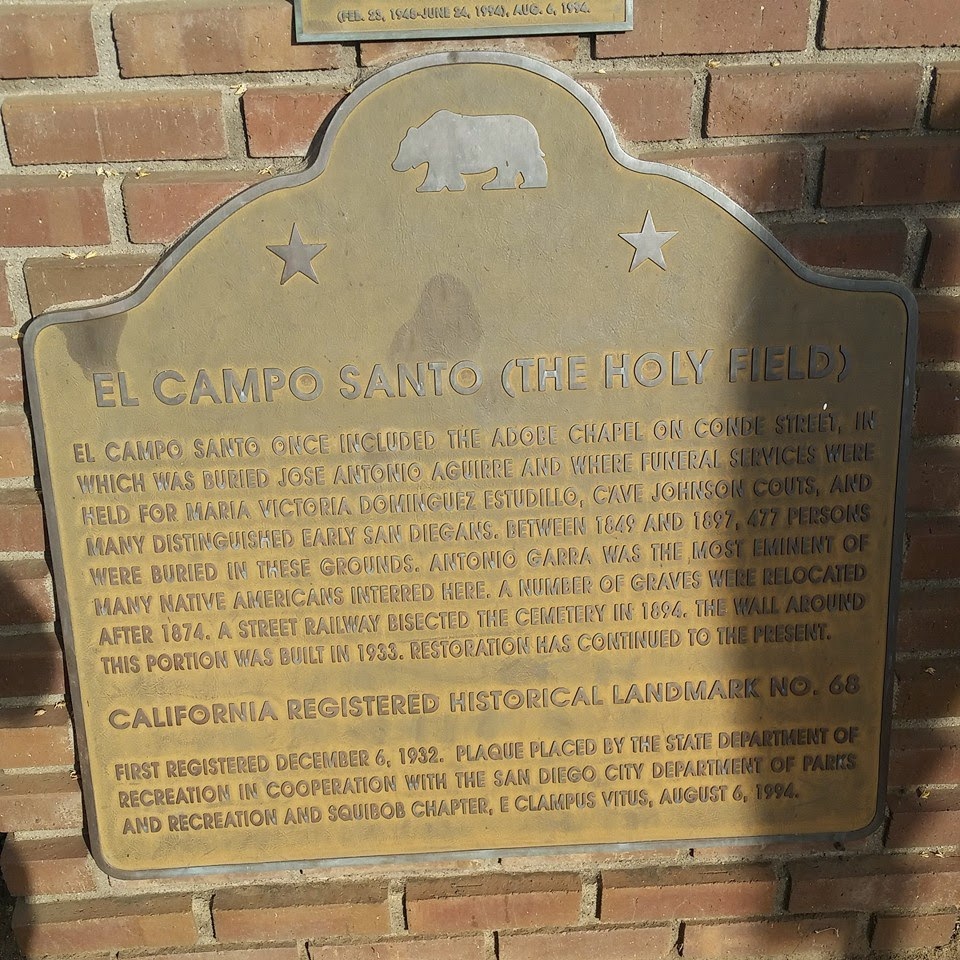 (FEB. 23, 1948-JUNE 24, 1994), AUG. 6, 1994.
EL CAMPO SANTO (THE HOLY FIELD)
EL CAMPO SANTO ONCE INCLUDED THE ADOBE CHAPEL ON CONDE STREET, IN
WHICH WAS BURIED JOSE ANTONIO AGUIRRE AND WHERE FUNERAL SERVICES WERE
HELD FOR MARIA VICTORIA DOMINGUEZ ESTUDILLO, CAVE JOHNSON COUTS, AND
MANY DISTINGUISHED EARLY SAN DIEGANS. BETWEEN 1849 AND 1897, 477 PERSONS
WERE BURIED IN THESE GROUNDS. ANTONIO GARRA WAS THE MOST EMINENT OF
MANY NATIVE AMERICANS INTERRED HERE. A NUMBER OF GRAVES WERE RELOCATED
AFTER 1874. A STREET RAILWAY BISECTED THE CEMETERY IN 1894. THE WALL AROUND
THIS PORTION WAS BUILT IN 1933. RESTORATION HAS CONTINUED TO THE PRESENT.
CALIFORNIA REGISTERED HISTORICAL LANDMARK NO. 68
FIRST REGISTERED DECEMBER 6, 1932. PLAQUE PLACED BY THE STATE DEPARTMENT OF
RECREATION IN COOPERATION WITH THE SAN DIEGO CITY DEPARTMENT OF PARKS
AND RECREATION AND SQUIBOB CHAPTER, E CLAMPUS VITUS, AUGUST 6, 1994.